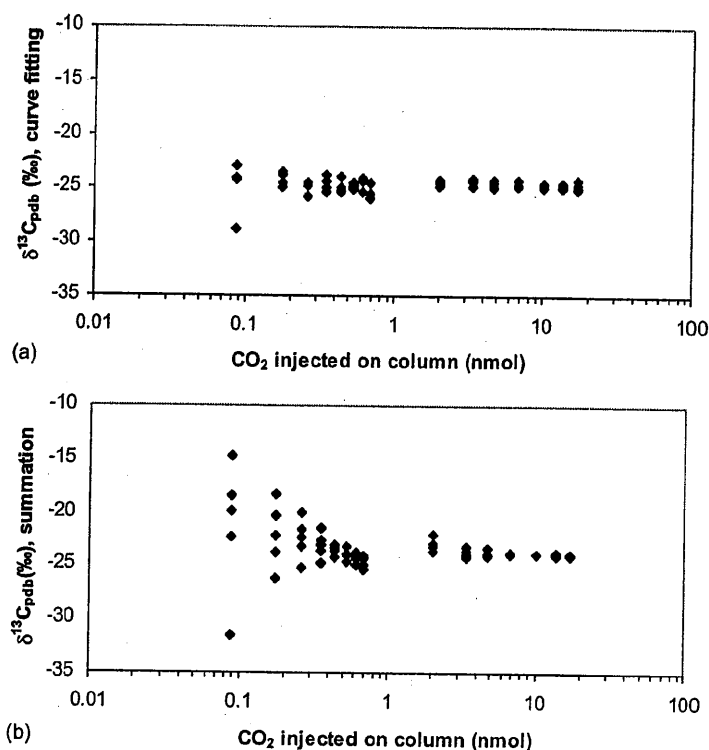 -10
-15
-20
-25
-30
-35
δ¹³Cpdb (‰), curve fitting
0.01 0.1 1 10 100
(a)
CO₂ injected on column (nmol)
-10
-15
-20
-25
-30
-35
δ¹³Cpdb(‰), summation
0.01 0.1 1 10 100
(b)
CO₂ injected on column (nmol)